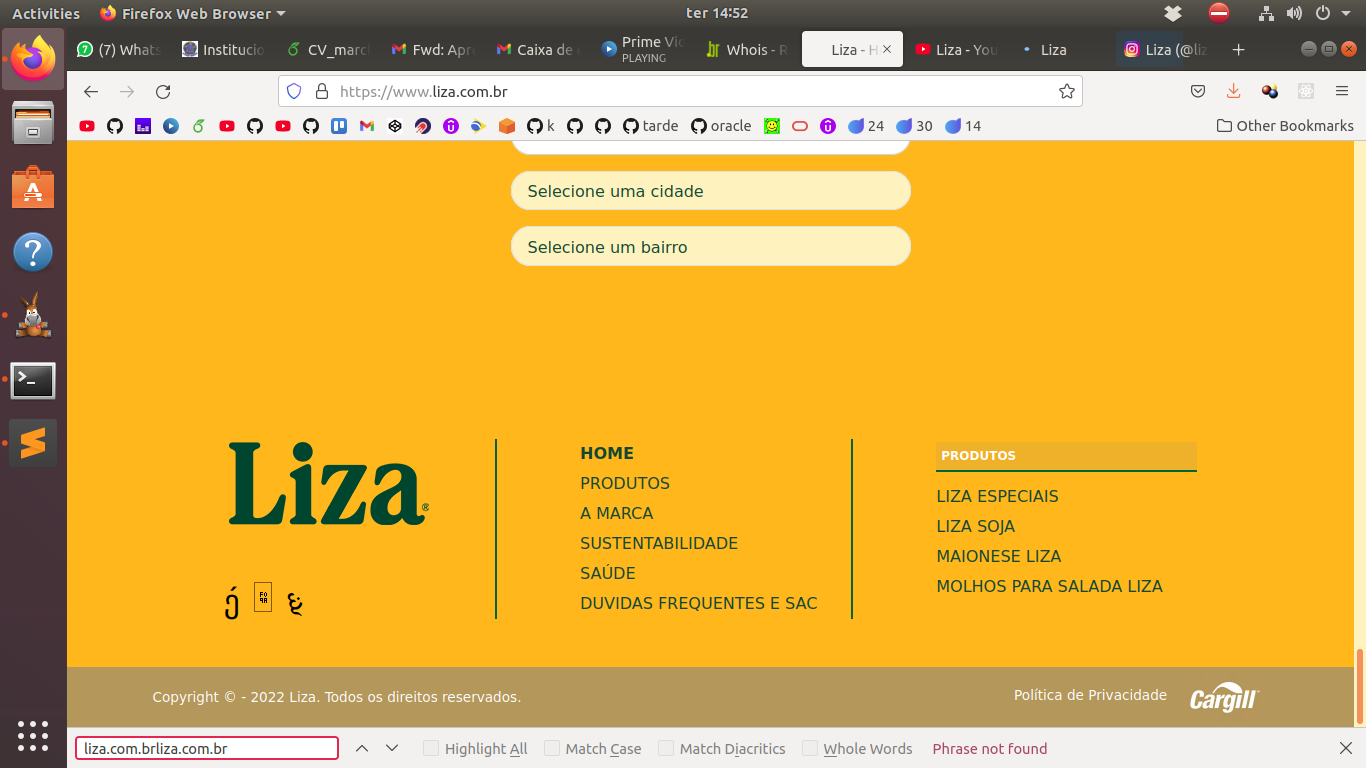 Activities Firefox Web Browser ter 14:52
(7) Whats Institucio CV_marc Fwd: Apre Caixa de Prime Vic Whois - R Liza - H Liza - You Liza Liza (@liz
PLAYING
https://www.liza.com.br
k tarde oracle 24 30 14 Other Bookmarks
Selecione uma cidade
Selecione um bairro
Liza®
HOME
PRODUTOS
A MARCA
SUSTENTABILIDADE
SAÚDE
DUVIDAS FREQUENTES E SAC
PRODUTOS
LIZA ESPECIAIS
LIZA SOJA
MAIONESE LIZA
MOLHOS PARA SALADA LIZA
Copyright © - 2022 Liza. Todos os direitos reservados.
Política de Privacidade Cargill
liza.com.brliza.com.br Highlight All Match Case Match Diacritics Whole Words Phrase not found